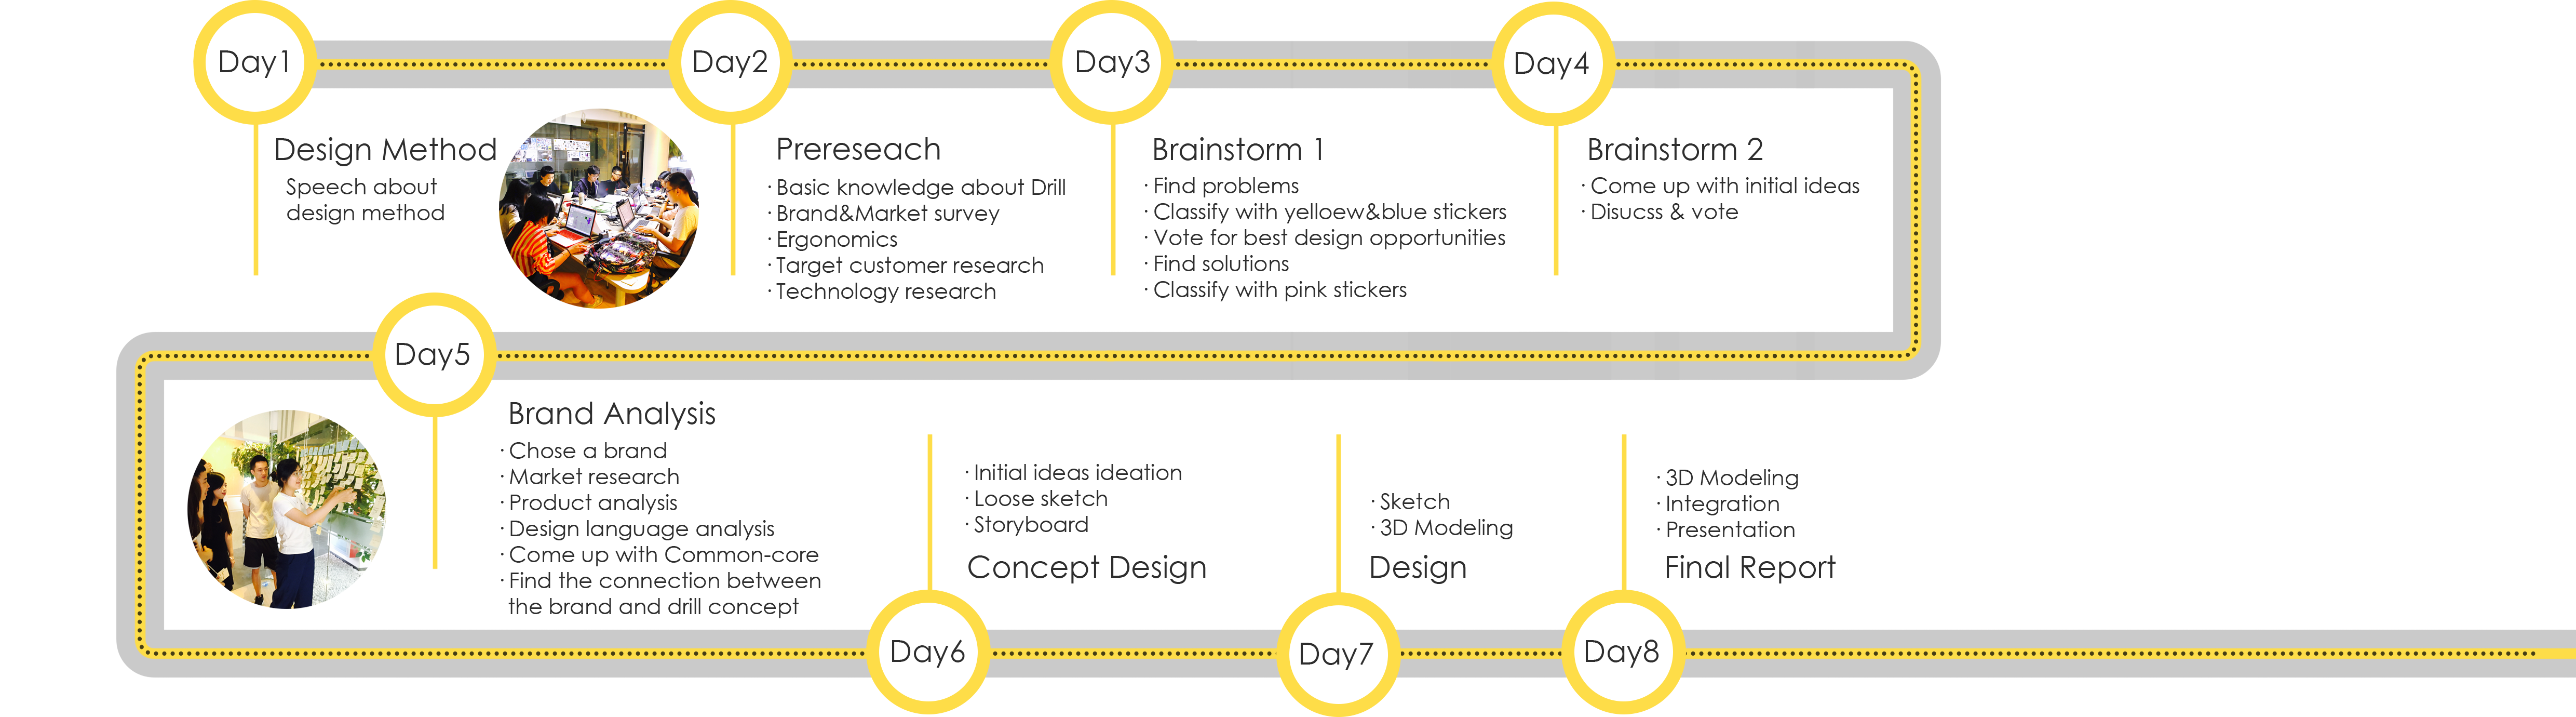 Day1
Design Method
Speech about
design method
Day2
Prereseach
·Basic knowledge about Drill
·Brand&Market survey
·Ergonomics
·Target customer research
·Technology research
Day3
Brainstorm 1
·Find problems
·Classify with yelloew&blue stickers
·Vote for best design opportunities
·Find solutions
·Classify with pink stickers
Day4
Brainstorm 2
·Come up with initial ideas
·Disucss & vote
Day5
Brand Analysis
·Chose a brand
·Market research
·Product analysis
·Design language analysis
·Come up with Common-core
·Find the connection between
the brand and drill concept
·Initial ideas ideation
·Loose sketch
·Storyboard
Concept Design
Day6
·Sketch
·3D Modeling
Design
Day7
·3D Modeling
·Integration
·Presentation
Final Report
Day8